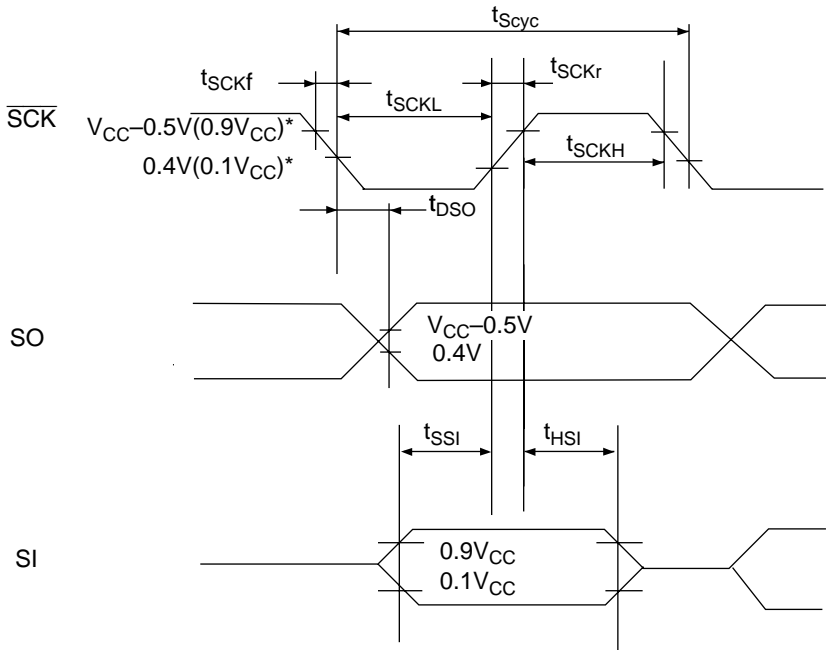 tScyc
tSCKf
tSCKr
SCK
tSCKL
VCC–0.5V(0.9VCC)*
0.4V(0.1VCC)*
tSCKH
tDSO
SO
VCC–0.5V
0.4V
tSSI
tHSI
SI
0.9VCC
0.1VCC